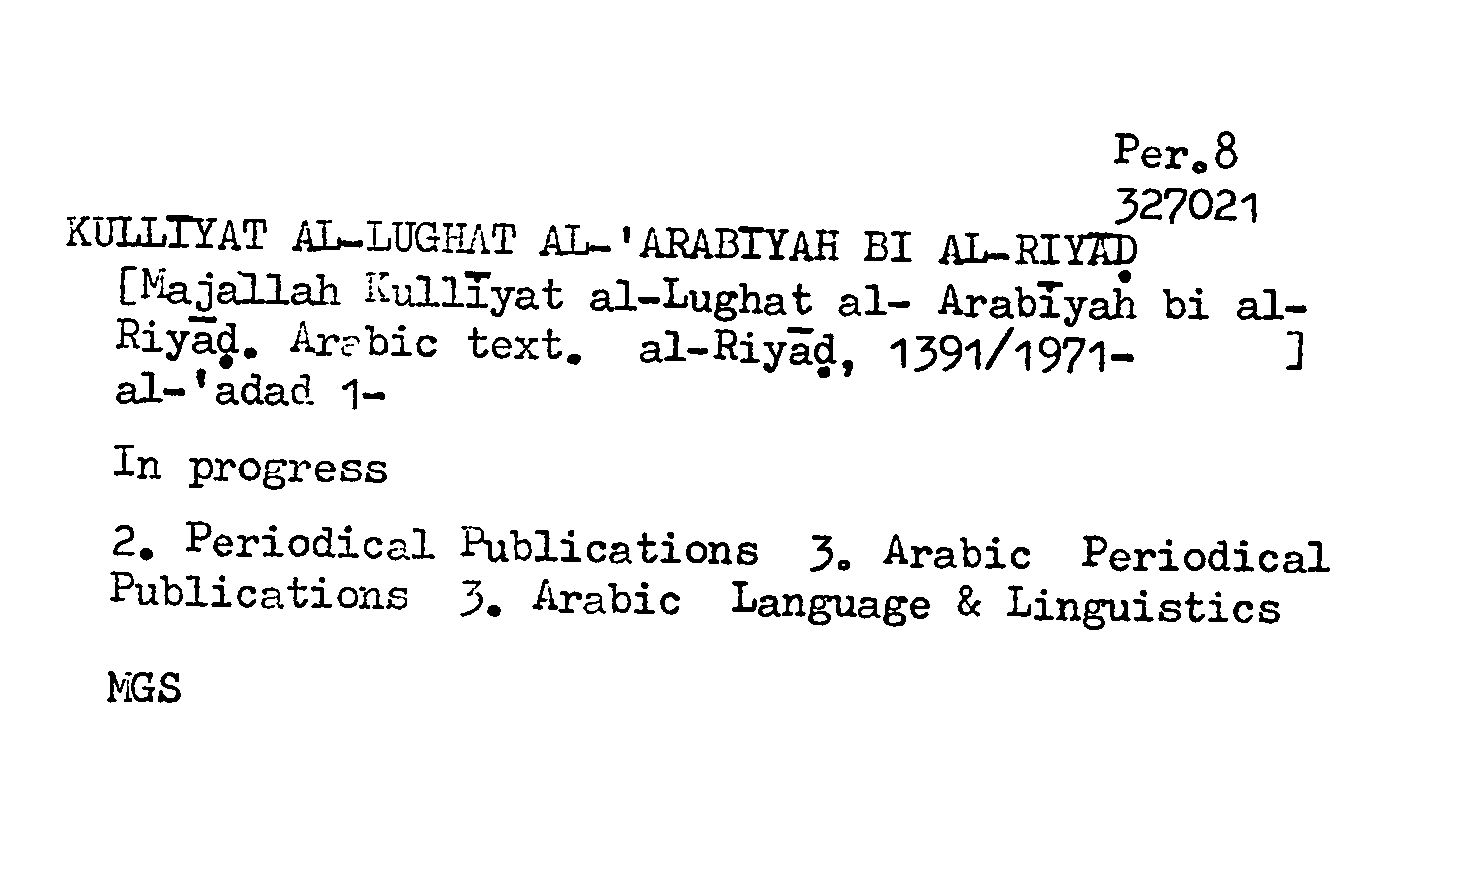 Per.8
327021
KULLĪYAT AL-LUGHAT AL-'ARABĪYAH BI AL-RIYĀḌ
[Majallah Kullīyat al-Lughat al- Arabīyah bi al-
Riyāḍ. Arabic text. al-Riyāḍ, 1391/1971- ]
al-'adad 1-
In progress
2. Periodical Publications 3. Arabic Periodical
Publications 3. Arabic Language & Linguistics
MGS